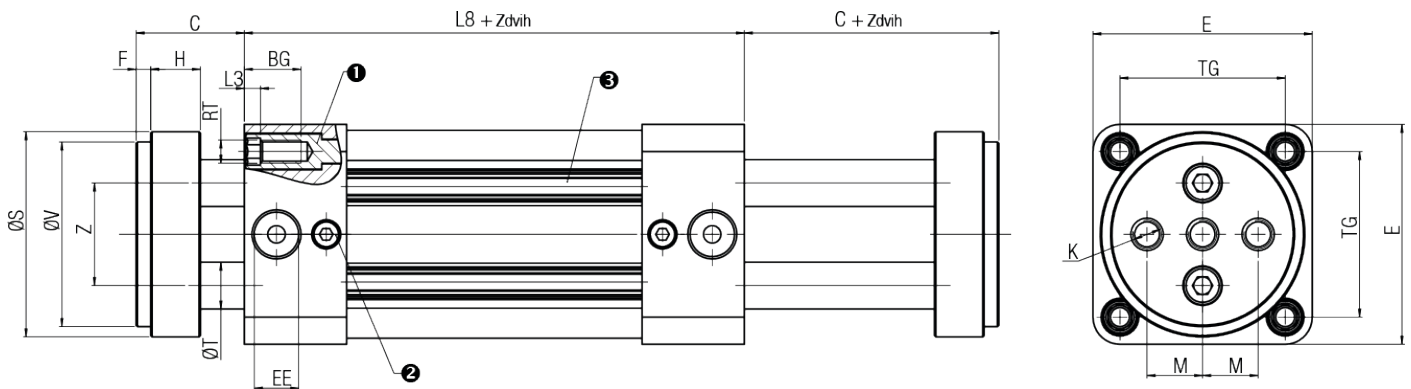 C
L8 + Zdvih
C + Zdvih
F
H
BG
L3
RT
❶
❸
ØS
ØV
Z
ØT
EE
❷
E
TG
TG
E
K
M
M